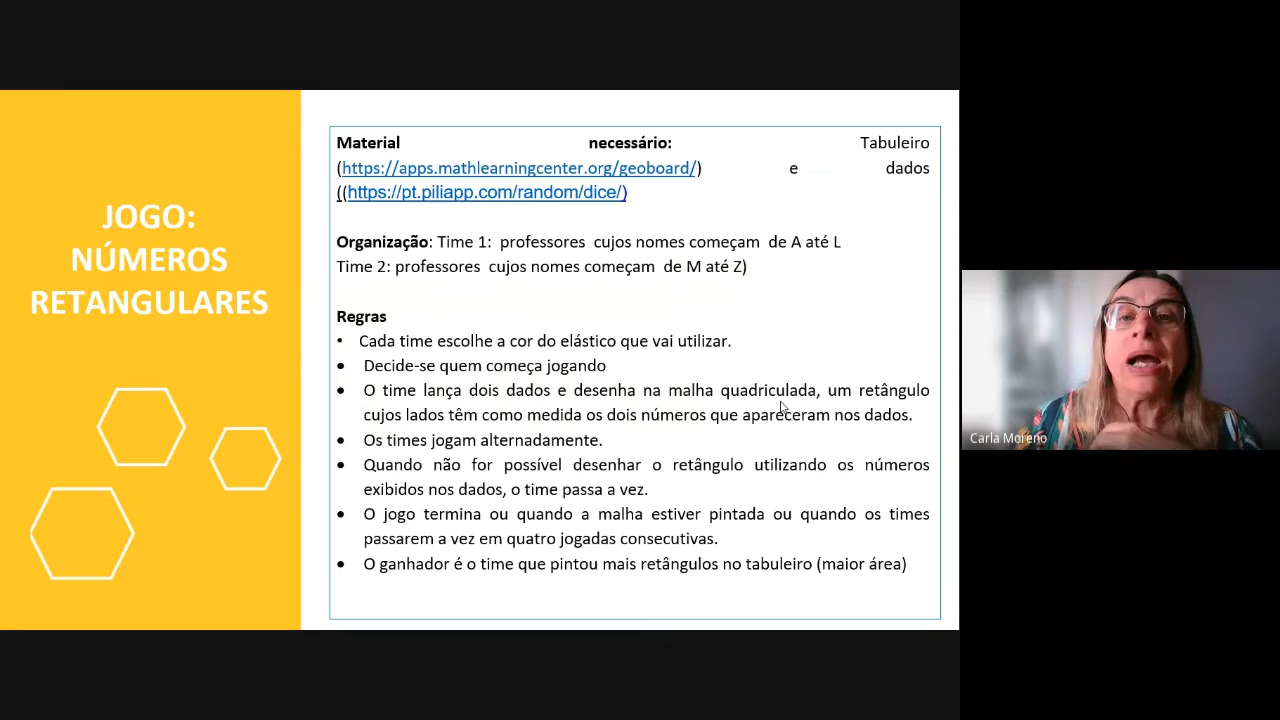 JOGO:
NÚMEROS
RETANGULARES
Material necessário: Tabuleiro
(https://apps.mathlearningcenter.org/geoboard/) e dados
((https://pt.piliapp.com/random/dice/)
Organização: Time 1: professores cujos nomes começam de A até L
Time 2: professores cujos nomes começam de M até Z)
Regras
• Cada time escolhe a cor do elástico que vai utilizar.
• Decide-se quem começa jogando
• O time lança dois dados e desenha na malha quadriculada, um retângulo
cujos lados têm como medida os dois números que apareceram nos dados.
• Os times jogam alternadamente.
• Quando não for possível desenhar o retângulo utilizando os números
exibidos nos dados, o time passa a vez.
• O jogo termina ou quando a malha estiver pintada ou quando os times
passarem a vez em quatro jogadas consecutivas.
• O ganhador é o time que pintou mais retângulos no tabuleiro (maior área)
Carla Moreno